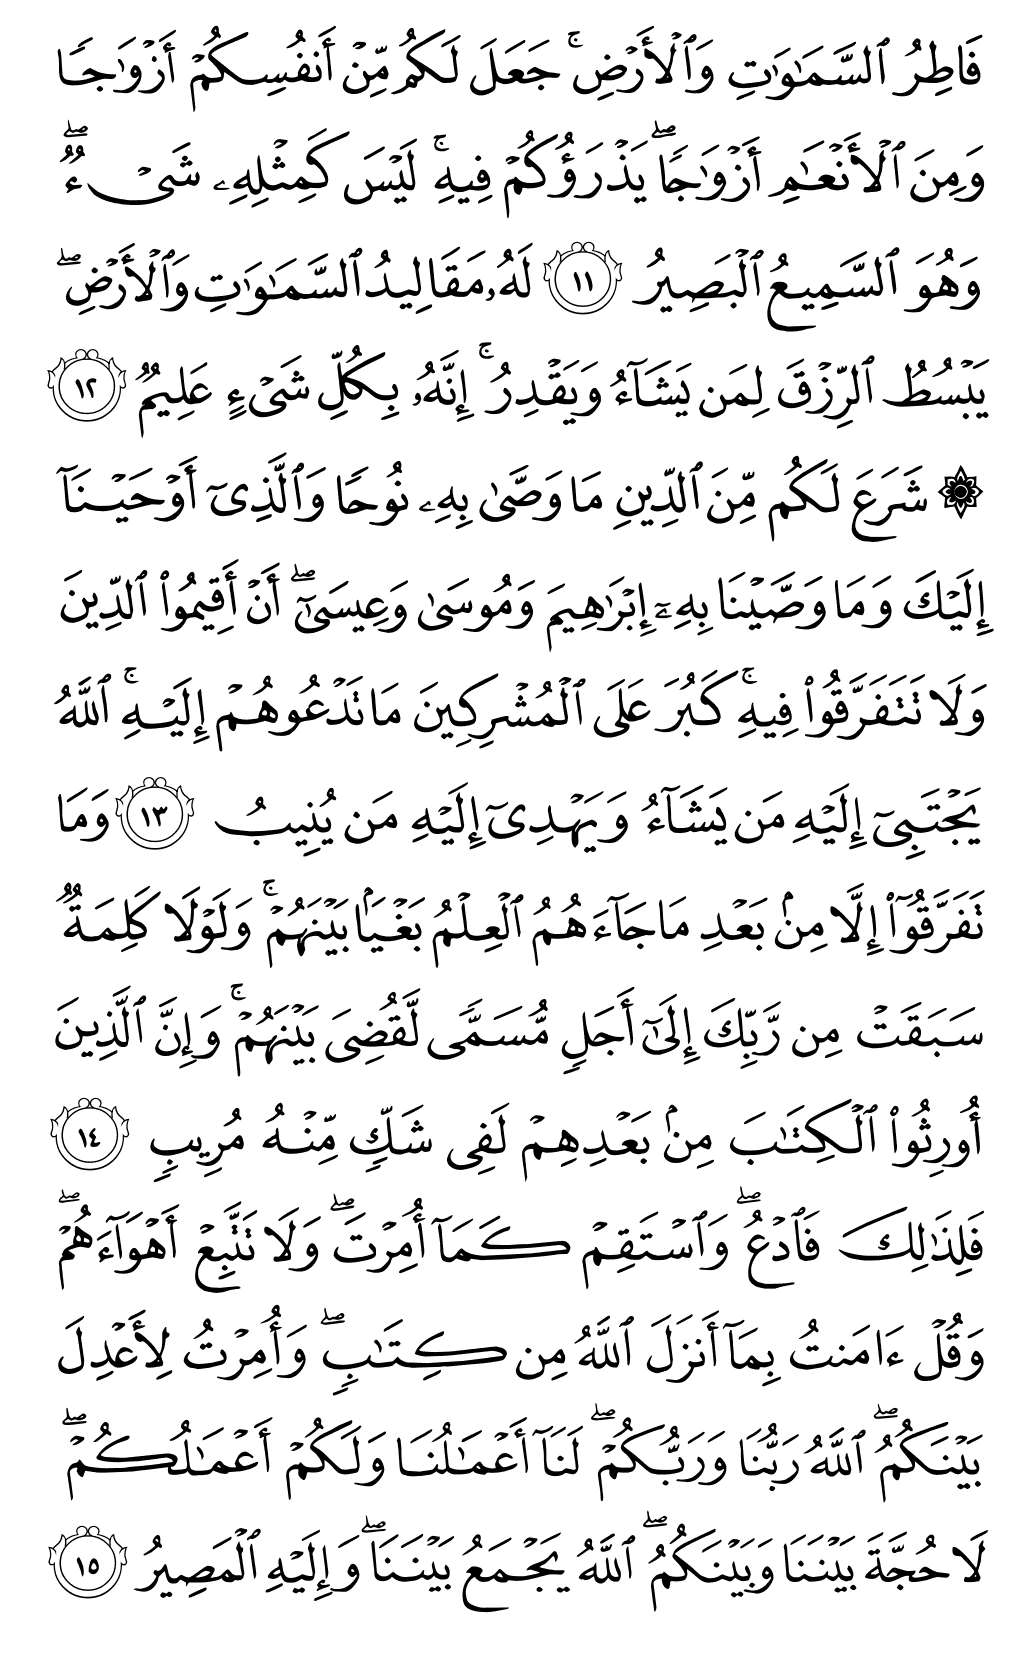 فَاطِرُ ٱلسَّمَٰوَٰتِ وَٱلْأَرْضِ ۚ جَعَلَ لَكُم مِّنْ أَنفُسِكُمْ أَزْوَٰجًا
وَمِنَ ٱلْأَنْعَٰمِ أَزْوَٰجًا ۖ يَذْرَؤُكُمْ فِيهِ ۚ لَيْسَ كَمِثْلِهِۦ شَىْءٌ ۖ
وَهُوَ ٱلسَّمِيعُ ٱلْبَصِيرُ ١١ لَهُۥ مَقَالِيدُ ٱلسَّمَٰوَٰتِ وَٱلْأَرْضِ ۖ
يَبْسُطُ ٱلرِّزْقَ لِمَن يَشَآءُ وَيَقْدِرُ ۚ إِنَّهُۥ بِكُلِّ شَىْءٍ عَلِيمٌ ١٢
۞ شَرَعَ لَكُم مِّنَ ٱلدِّينِ مَا وَصَّىٰ بِهِۦ نُوحًا وَٱلَّذِىٓ أَوْحَيْنَآ
إِلَيْكَ وَمَا وَصَّيْنَا بِهِۦٓ إِبْرَٰهِيمَ وَمُوسَىٰ وَعِيسَىٰٓ ۖ أَنْ أَقِيمُوا۟ ٱلدِّينَ
وَلَا تَتَفَرَّقُوا۟ فِيهِ ۚ كَبُرَ عَلَى ٱلْمُشْرِكِينَ مَا تَدْعُوهُمْ إِلَيْهِ ۚ ٱللَّهُ
يَجْتَبِىٓ إِلَيْهِ مَن يَشَآءُ وَيَهْدِىٓ إِلَيْهِ مَن يُنِيبُ ١٣ وَمَا
تَفَرَّقُوٓا۟ إِلَّا مِنۢ بَعْدِ مَا جَآءَهُمُ ٱلْعِلْمُ بَغْيًۢا بَيْنَهُمْ ۚ وَلَوْلَا كَلِمَةٌ
سَبَقَتْ مِن رَّبِّكَ إِلَىٰٓ أَجَلٍ مُّسَمًّى لَّقُضِىَ بَيْنَهُمْ ۚ وَإِنَّ ٱلَّذِينَ
أُورِثُوا۟ ٱلْكِتَٰبَ مِنۢ بَعْدِهِمْ لَفِى شَكٍّ مِّنْهُ مُرِيبٍ ١٤
فَلِذَٰلِكَ فَٱدْعُ ۖ وَٱسْتَقِمْ كَمَآ أُمِرْتَ ۖ وَلَا تَتَّبِعْ أَهْوَآءَهُمْ ۖ
وَقُلْ ءَامَنتُ بِمَآ أَنزَلَ ٱللَّهُ مِن كِتَٰبٍ ۖ وَأُمِرْتُ لِأَعْدِلَ
بَيْنَكُمُ ۖ ٱللَّهُ رَبُّنَا وَرَبُّكُمْ ۖ لَنَآ أَعْمَٰلُنَا وَلَكُمْ أَعْمَٰلُكُمْ ۖ
لَا حُجَّةَ بَيْنَنَا وَبَيْنَكُمُ ۖ ٱللَّهُ يَجْمَعُ بَيْنَنَا ۖ وَإِلَيْهِ ٱلْمَصِيرُ ١٥